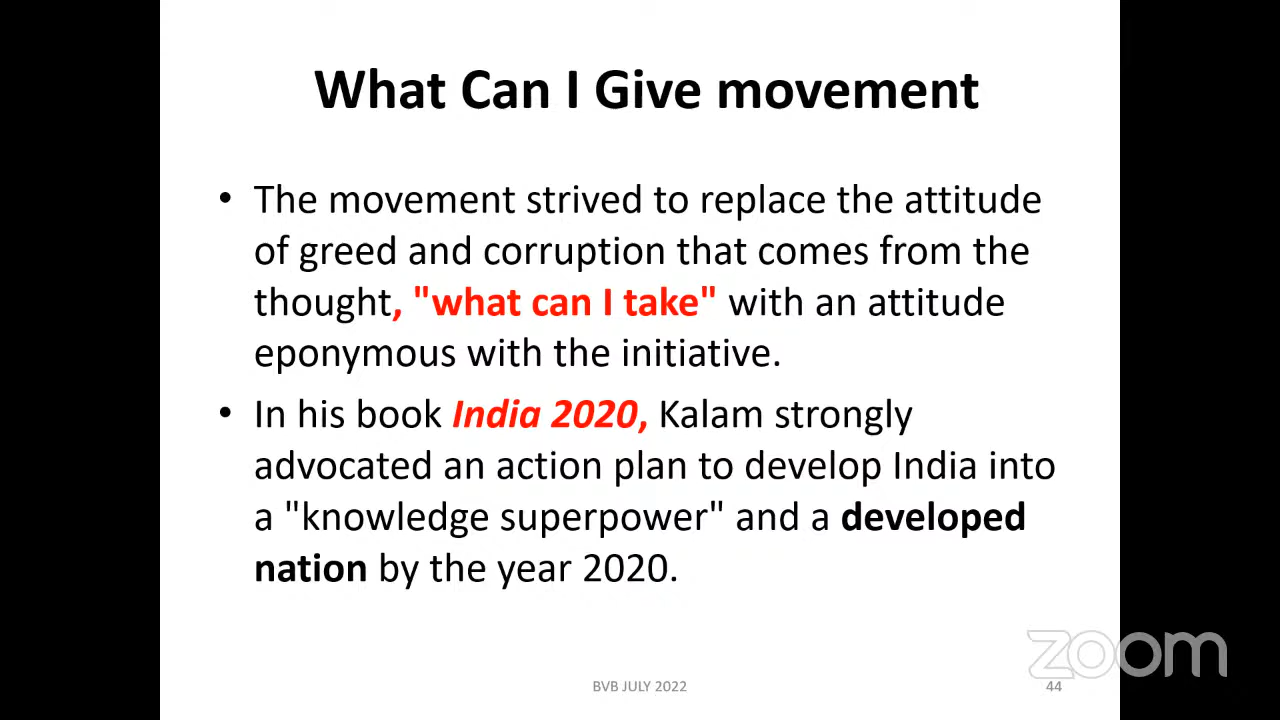 What Can I Give movement
• The movement strived to replace the attitude
of greed and corruption that comes from the
thought, "what can I take" with an attitude
eponymous with the initiative.
• In his book India 2020, Kalam strongly
advocated an action plan to develop India into
a "knowledge superpower" and a developed
nation by the year 2020.
zoom
BVB JULY 2022
44